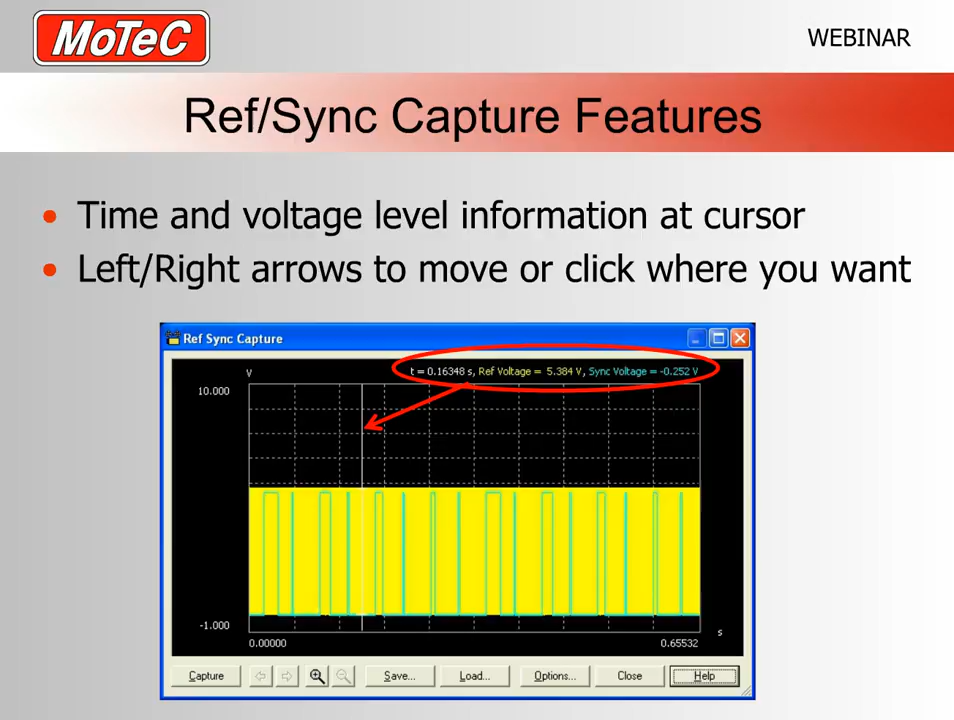 MoTeC
WEBINAR
Ref/Sync Capture Features
• Time and voltage level information at cursor
• Left/Right arrows to move or click where you want
Ref Sync Capture
V
t = 0.16348 s, Ref Voltage = 5.384 V, Sync Voltage = -0.252 V
10.000
-1.000
s
0.00000
0.65532
Capture
Save...
Load...
Options...
Close
Help